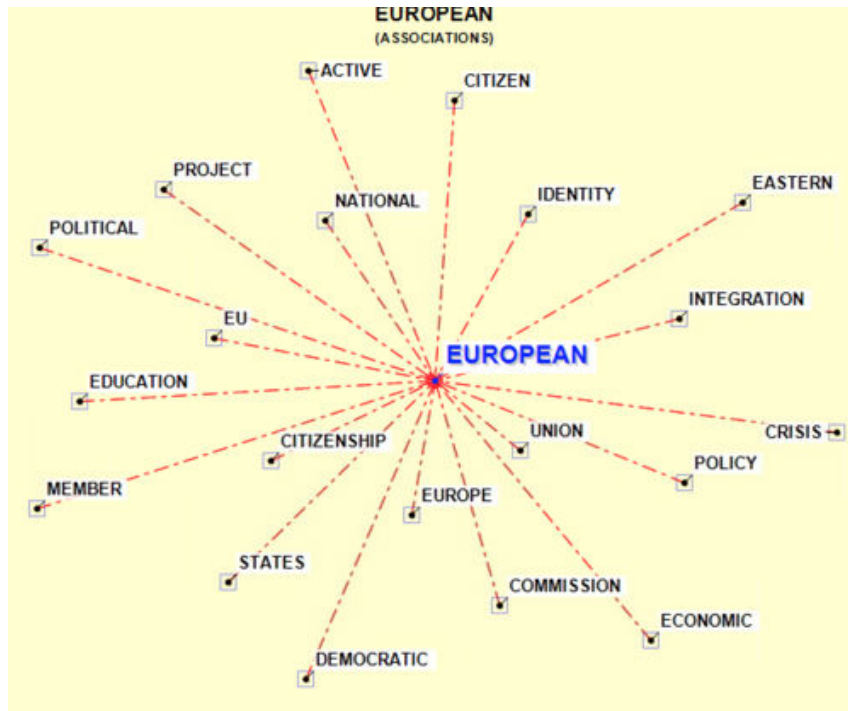 EUROPEAN
(ASSOCIATIONS)
ACTIVE
CITIZEN
PROJECT
NATIONAL
IDENTITY
EASTERN
POLITICAL
EU
INTEGRATION
EUROPEAN
EDUCATION
CITIZENSHIP
UNION
CRISIS
POLICY
MEMBER
EUROPE
STATES
COMMISSION
ECONOMIC
DEMOCRATIC